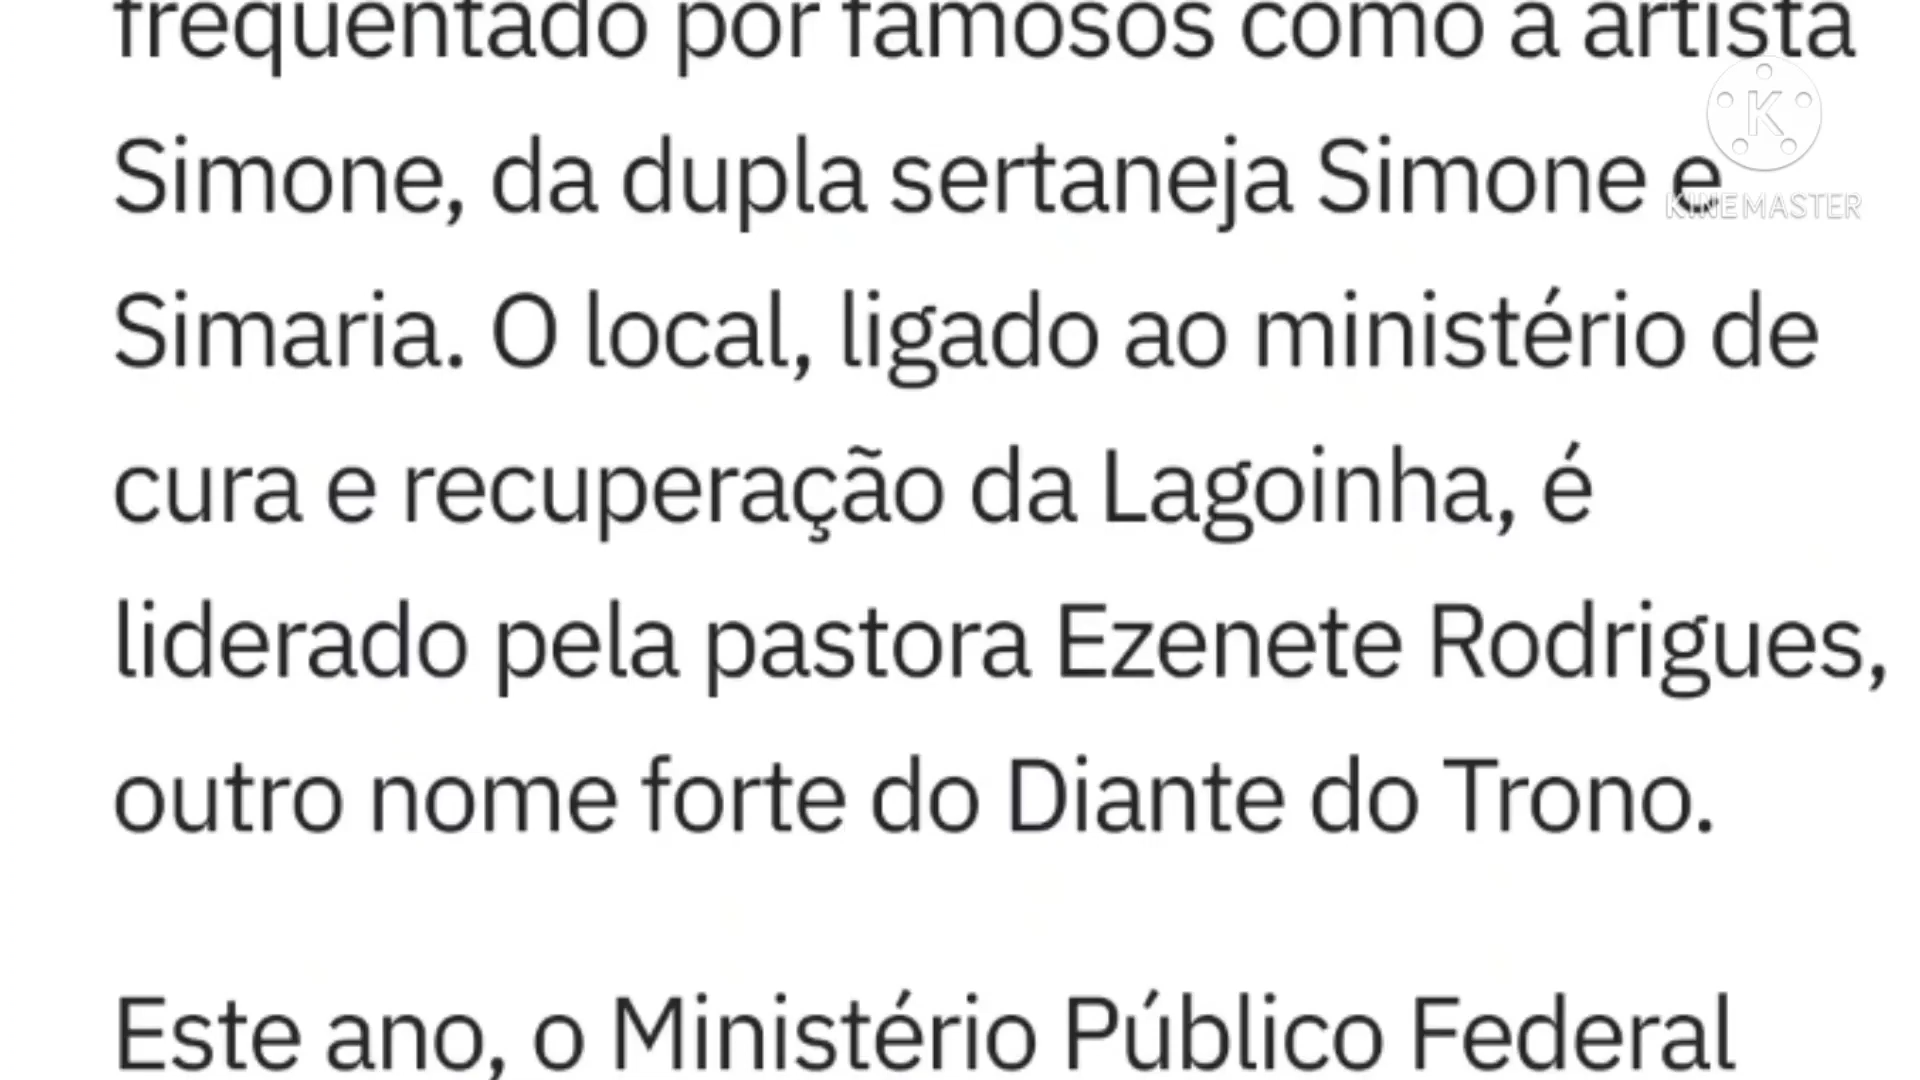 frequentado por famosos como a artista
Simone, da dupla sertaneja Simone e
Simaria. O local, ligado ao ministério de
cura e recuperação da Lagoinha, é
liderado pela pastora Ezenete Rodrigues,
outro nome forte do Diante do Trono.
Este ano, o Ministério Público Federal
K
KINEMASTER